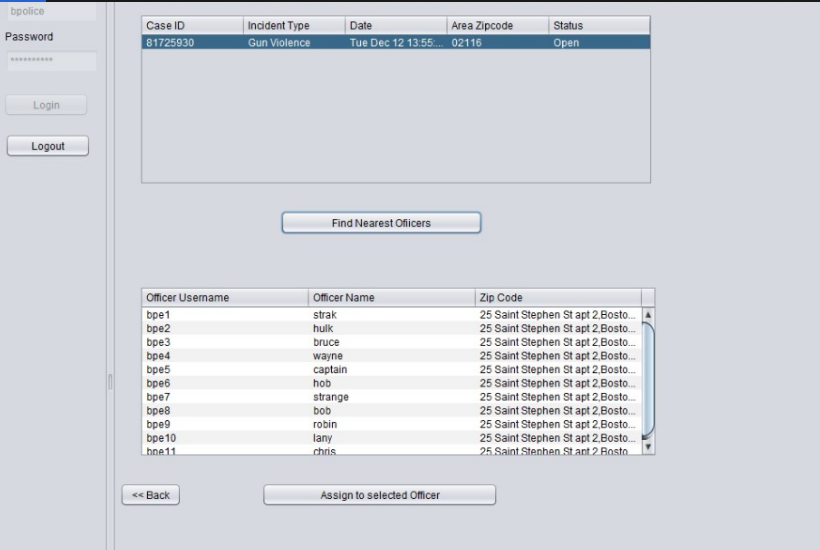 bpolice
Password
**********
Login
Logout
Case ID Incident Type Date Area Zipcode Status
81725930 Gun Violence Tue Dec 12 13:55:... 02116 Open
Find Nearest Ofiicers
Officer Username Officer Name Zip Code
bpe1 strak 25 Saint Stephen St apt 2,Bosto...
bpe2 hulk 25 Saint Stephen St apt 2,Bosto...
bpe3 bruce 25 Saint Stephen St apt 2,Bosto...
bpe4 wayne 25 Saint Stephen St apt 2,Bosto...
bpe5 captain 25 Saint Stephen St apt 2,Bosto...
bpe6 hob 25 Saint Stephen St apt 2,Bosto...
bpe7 strange 25 Saint Stephen St apt 2,Bosto...
bpe8 bob 25 Saint Stephen St apt 2,Bosto...
bpe9 robin 25 Saint Stephen St apt 2,Bosto...
bpe10 lany 25 Saint Stephen St apt 2,Bosto...
bpe11 chris 25 Saint Stephen St apt 2,Bosto...
<< Back
Assign to selected Officer